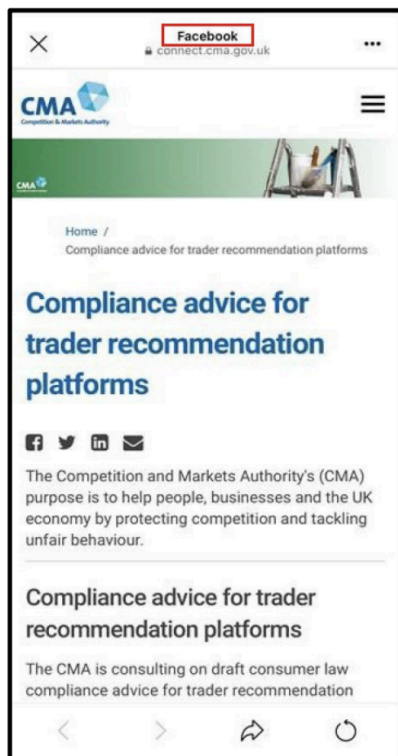 Facebook
connect.cma.gov.uk
CMA
Competition & Markets Authority
CMA
Home /
Compliance advice for trader recommendation platforms
Compliance advice for
trader recommendation
platforms
The Competition and Markets Authority's (CMA)
purpose is to help people, businesses and the UK
economy by protecting competition and tackling
unfair behaviour.
Compliance advice for trader
recommendation platforms
The CMA is consulting on draft consumer law
compliance advice for trader recommendation